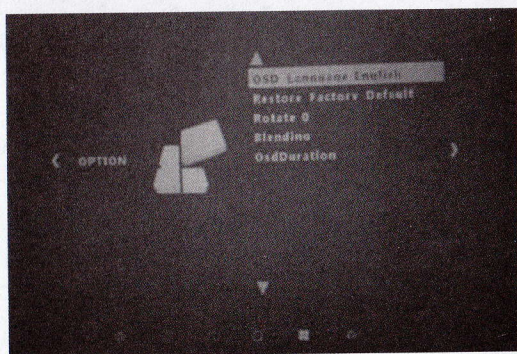 OSD Language English
Restore Factory Default
Rotate 0
Blending
OsdDuration
OPTION